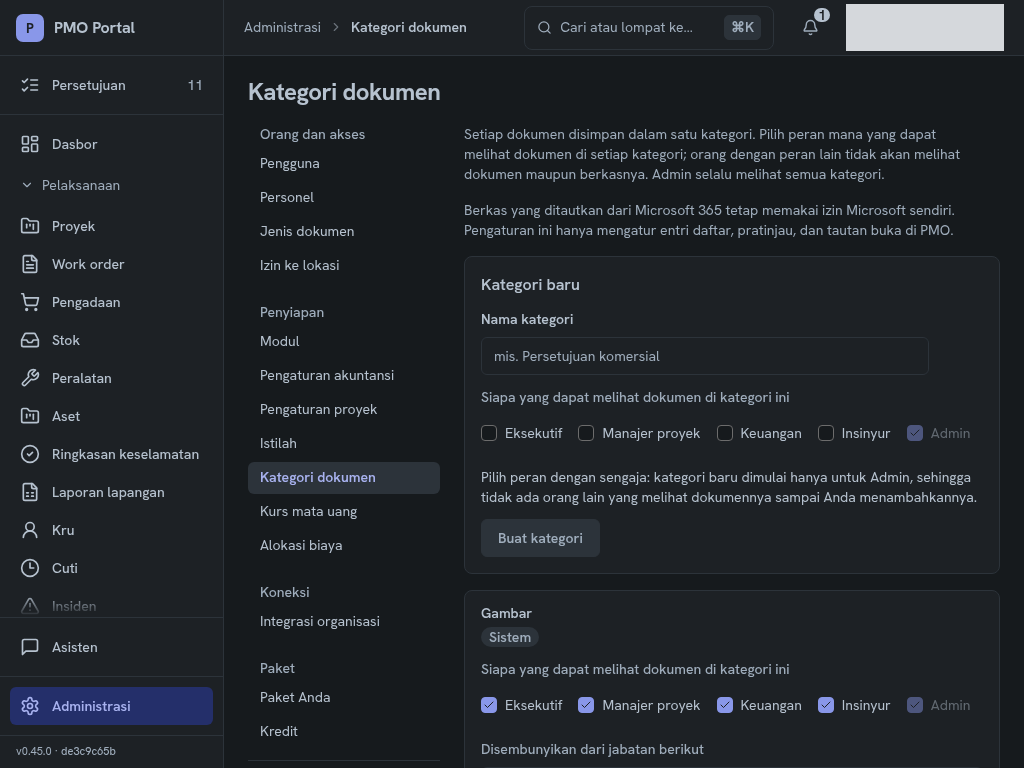 P PMO Portal
Administrasi > Kategori dokumen
Cari atau lompat ke...
⌘K
1
Persetujuan 11
Dasbor
Pelaksanaan
Proyek
Work order
Pengadaan
Stok
Peralatan
Aset
Ringkasan keselamatan
Laporan lapangan
Kru
Cuti
Insiden
Asisten
Administrasi
v0.45.0 · de3c9c65b
Kategori dokumen
Orang dan akses
Pengguna
Personel
Jenis dokumen
Izin ke lokasi
Penyiapan
Modul
Pengaturan akuntansi
Pengaturan proyek
Istilah
Kategori dokumen
Kurs mata uang
Alokasi biaya
Koneksi
Integrasi organisasi
Paket
Paket Anda
Kredit
Setiap dokumen disimpan dalam satu kategori. Pilih peran mana yang dapat
melihat dokumen di setiap kategori; orang dengan peran lain tidak akan melihat
dokumen maupun berkasnya. Admin selalu melihat semua kategori.
Berkas yang ditautkan dari Microsoft 365 tetap memakai izin Microsoft sendiri.
Pengaturan ini hanya mengatur entri daftar, pratinjau, dan tautan buka di PMO.
Kategori baru
Nama kategori
mis. Persetujuan komersial
Siapa yang dapat melihat dokumen di kategori ini
Eksekutif Manajer proyek Keuangan Insinyur Admin
Pilih peran dengan sengaja: kategori baru dimulai hanya untuk Admin, sehingga
tidak ada orang lain yang melihat dokumennya sampai Anda menambahkannya.
Buat kategori
Gambar
Sistem
Siapa yang dapat melihat dokumen di kategori ini
Eksekutif Manajer proyek Keuangan Insinyur Admin
Disembunyikan dari jabatan berikut